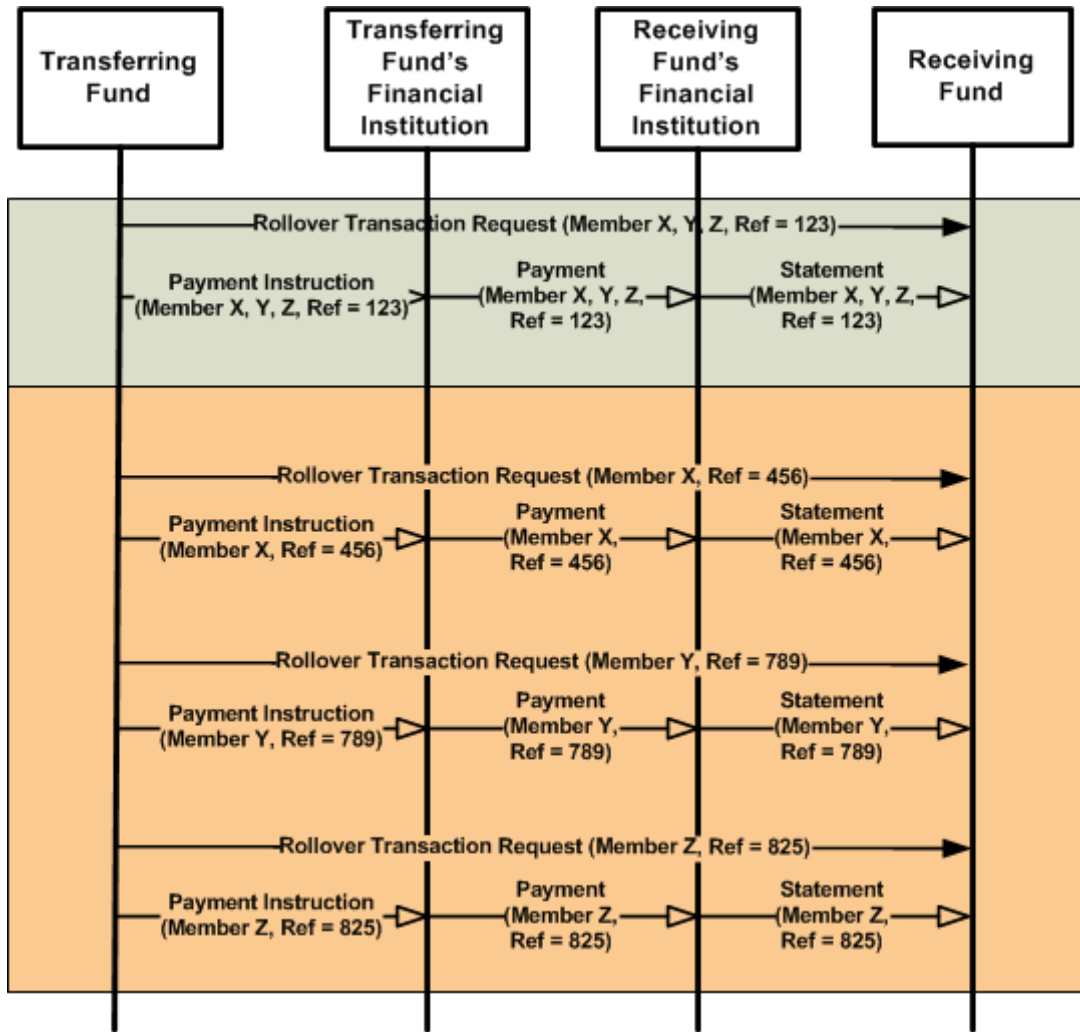 Transferring
Fund
Transferring
Fund's
Financial
Institution
Receiving
Fund's
Financial
Institution
Receiving
Fund
Rollover Transaction Request (Member X, Y, Z, Ref = 123)
Payment Instruction
(Member X, Y, Z, Ref = 123)
Payment
(Member X, Y, Z,
Ref = 123)
Statement
(Member X, Y, Z,
Ref = 123)
Rollover Transaction Request (Member X, Ref = 456)
Payment Instruction
(Member X, Ref = 456)
Payment
(Member X,
Ref = 456)
Statement
(Member X,
Ref = 456)
Rollover Transaction Request (Member Y, Ref = 789)
Payment Instruction
(Member Y, Ref = 789)
Payment
(Member Y,
Ref = 789)
Statement
(Member Y,
Ref = 789)
Rollover Transaction Request (Member Z, Ref = 825)
Payment Instruction
(Member Z, Ref = 825)
Payment
(Member Z,
Ref = 825)
Statement
(Member Z,
Ref = 825)